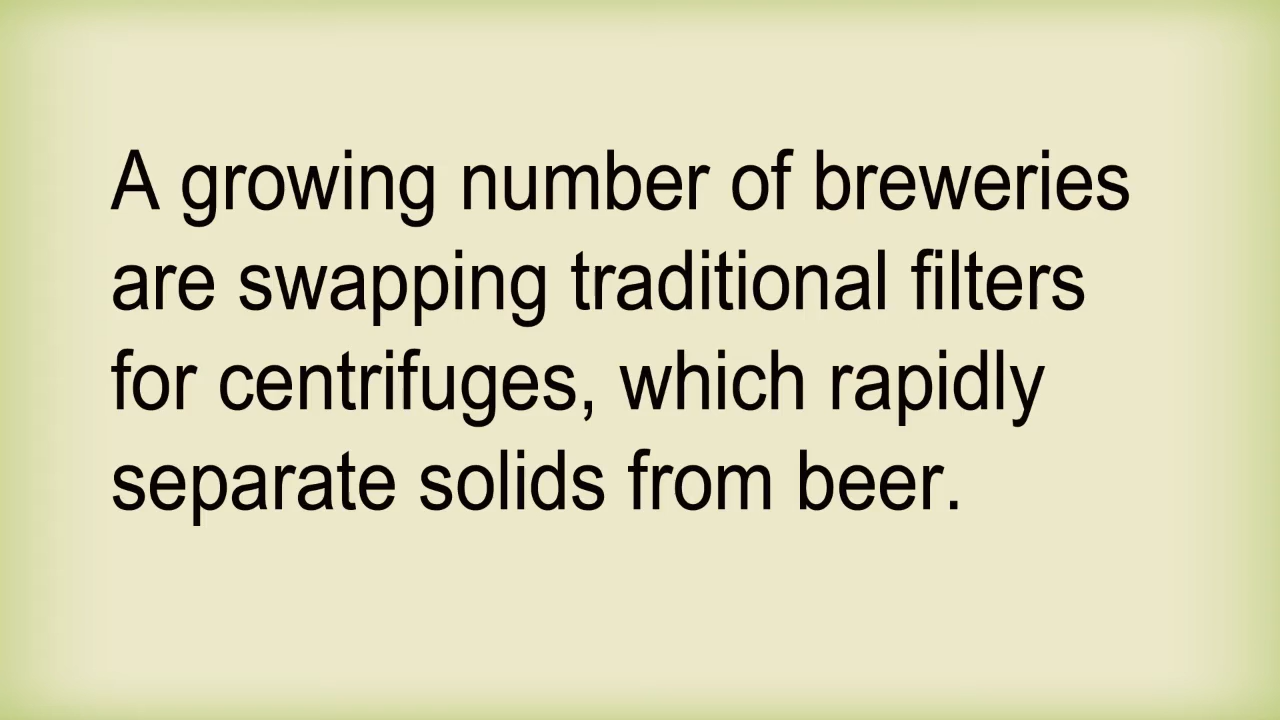 A growing number of breweries
are swapping traditional filters
for centrifuges, which rapidly
separate solids from beer.